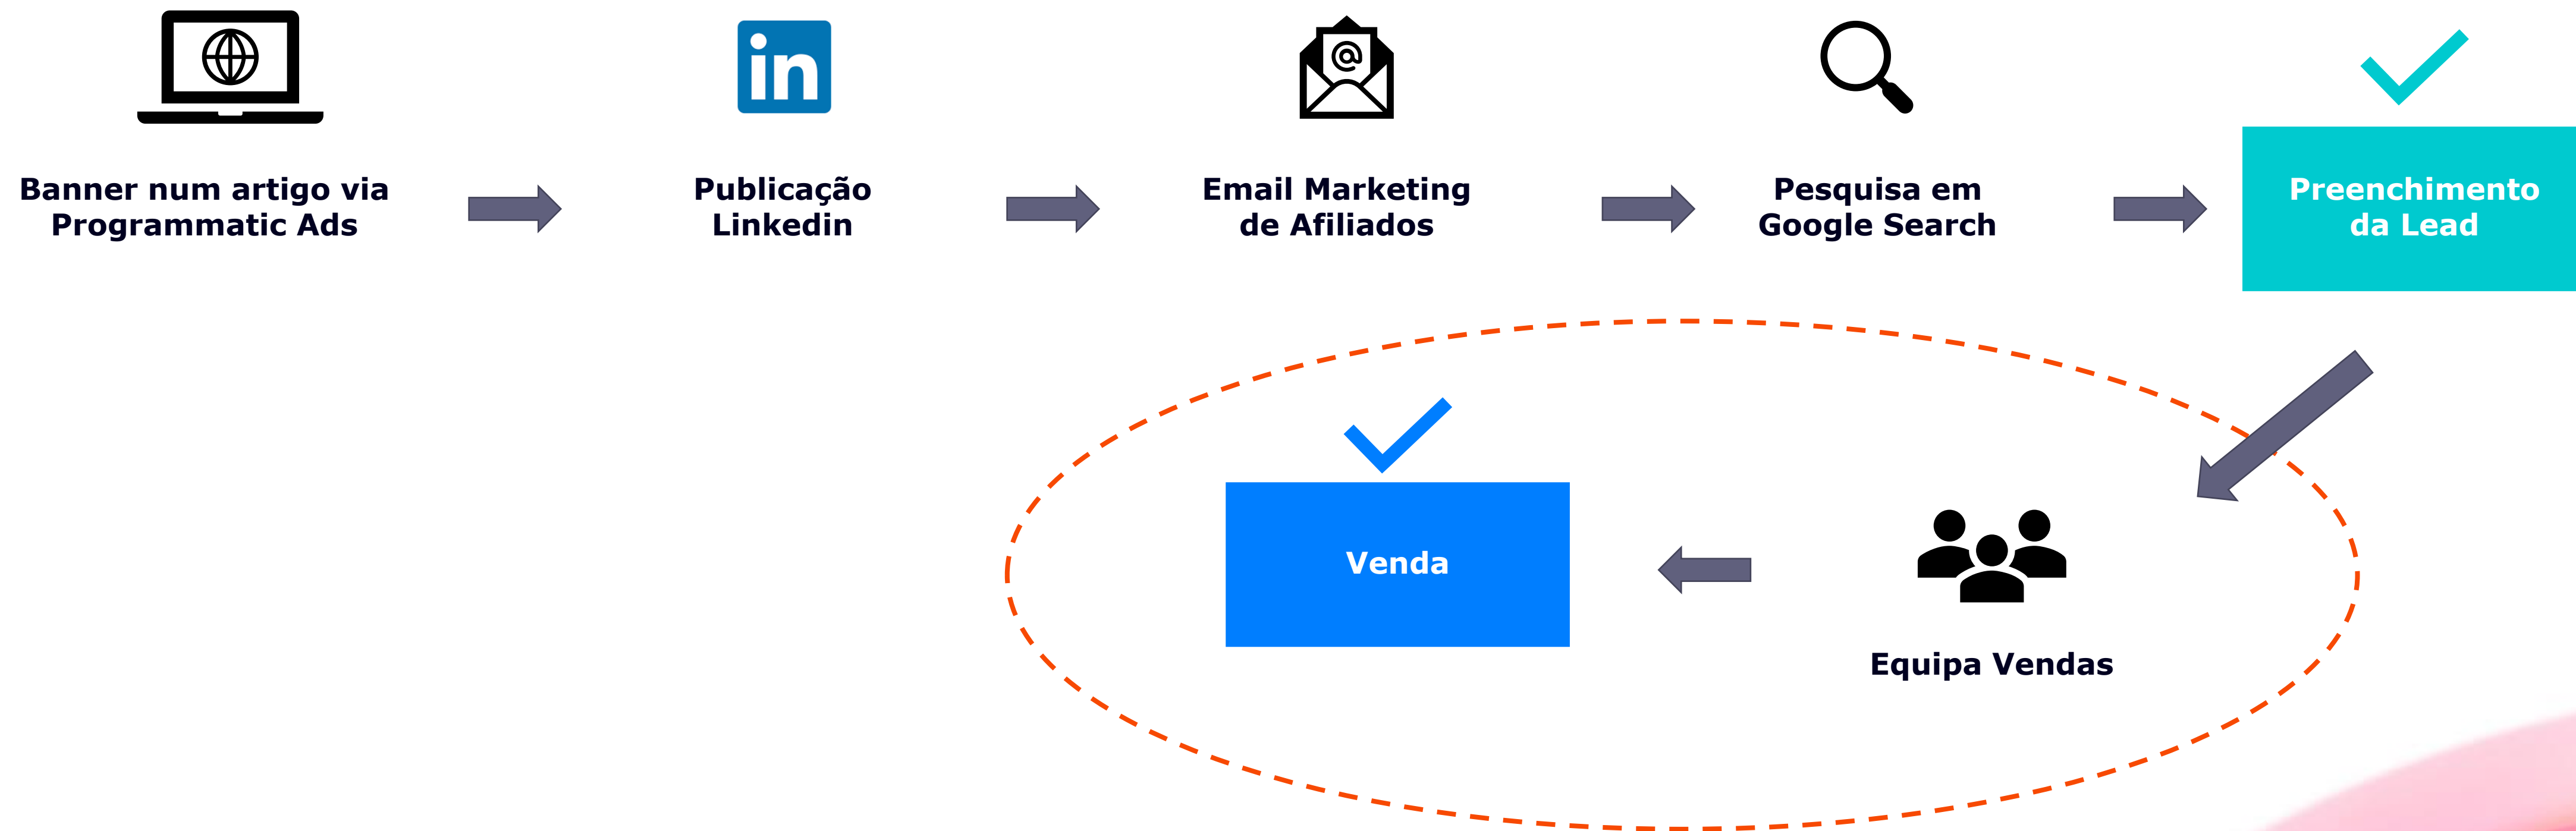 in
@
Banner num artigo via
Programmatic Ads
Publicação
Linkedin
Email Marketing
de Afiliados
Pesquisa em
Google Search
Preenchimento
da Lead
Venda
Equipa Vendas